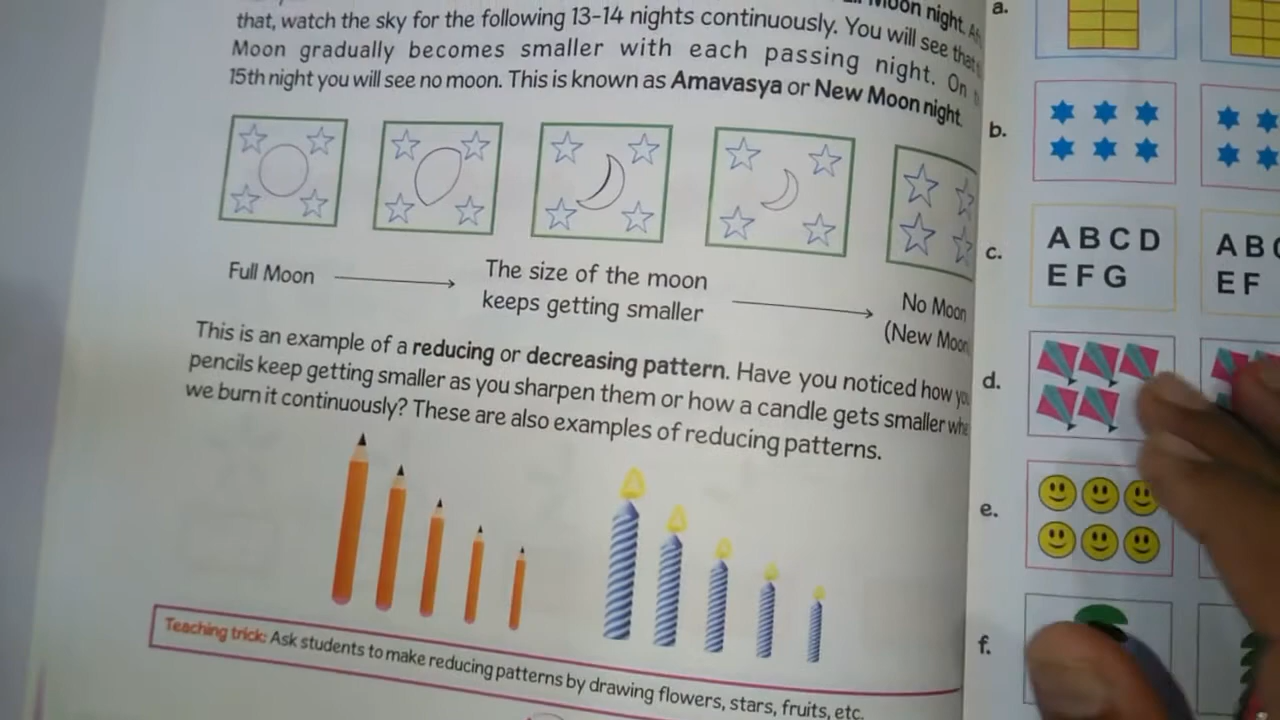 Moon night.
that, watch the sky for the following 13-14 nights continuously. You will see that
Moon gradually becomes smaller with each passing night. On
15th night you will see no moon. This is known as Amavasya or New Moon night.
Full Moon
The size of the moon
keeps getting smaller
No Moon
(New Moon
This is an example of a reducing or decreasing pattern. Have you noticed how
pencils keep getting smaller as you sharpen them or how a candle gets smaller
we burn it continuously? These are also examples of reducing patterns.
Teaching trick: Ask students to make reducing patterns by drawing flowers, stars, fruits, etc.
a.
b.
c.
A B C D
E F G
A B
E F
d.
e.
f.